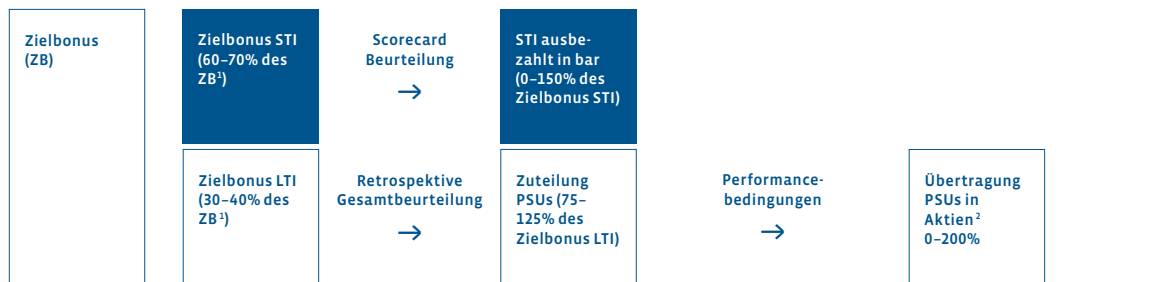 Zielbonus
(ZB)
Zielbonus STI
(60–70% des
ZB¹)
Scorecard
Beurteilung
→
STI ausbe-
zahlt in bar
(0–150% des
Zielbonus STI)
Zielbonus LTI
(30–40% des
ZB¹)
Retrospektive
Gesamtbeurteilung
→
Zuteilung
PSUs (75–
125% des
Zielbonus LTI)
Performance-
bedingungen
→
Übertragung
PSUs in
Aktien²
0–200%